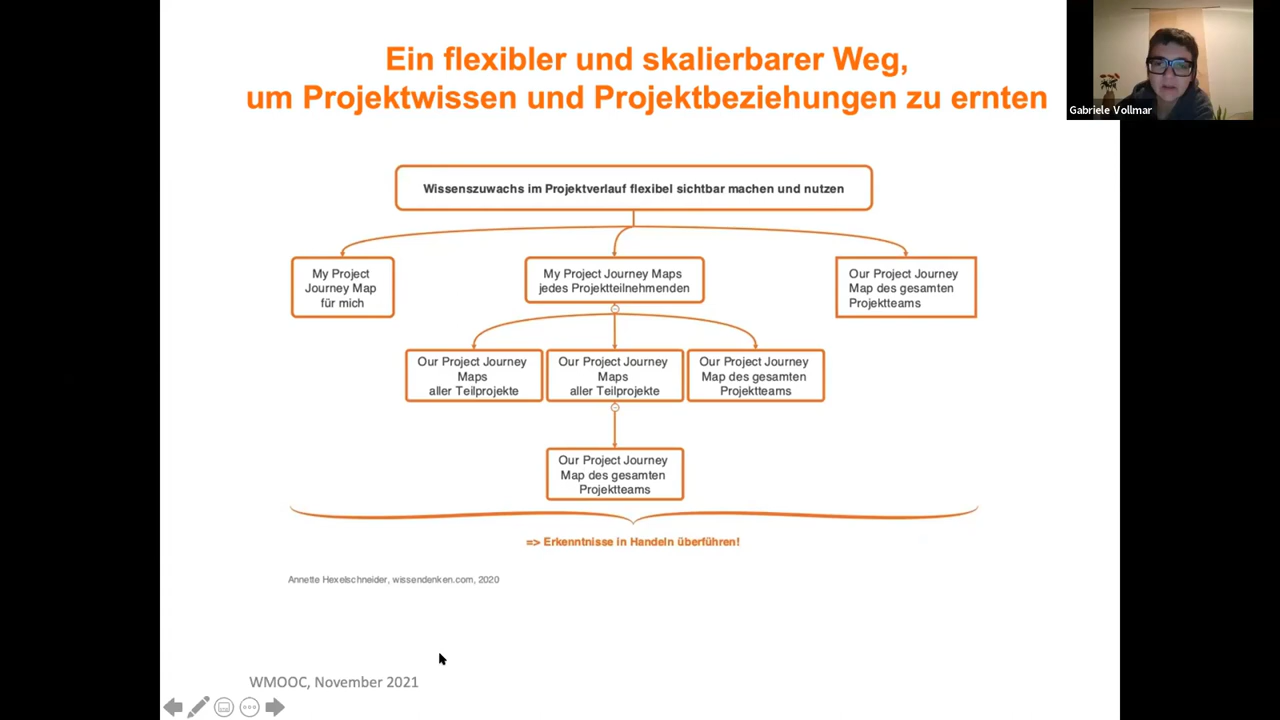 Ein flexibler und skalierbarer Weg,
um Projektwissen und Projektbeziehungen zu ernten
Gabriele Vollmar
Wissenszuwachs im Projektverlauf flexibel sichtbar machen und nutzen
My Project
Journey Map
für mich
My Project Journey Maps
jedes Projektteilnehmenden
Our Project Journey
Map des gesamten
Projektteams
Our Project Journey
Maps
aller Teilprojekte
Our Project Journey
Maps
aller Teilprojekte
Our Project Journey
Map des gesamten
Projektteams
Our Project Journey
Map des gesamten
Projektteams
=> Erkenntnisse in Handeln überführen!
Annette Hexelschneider, wissendenken.com, 2020
WMOOC, November 2021